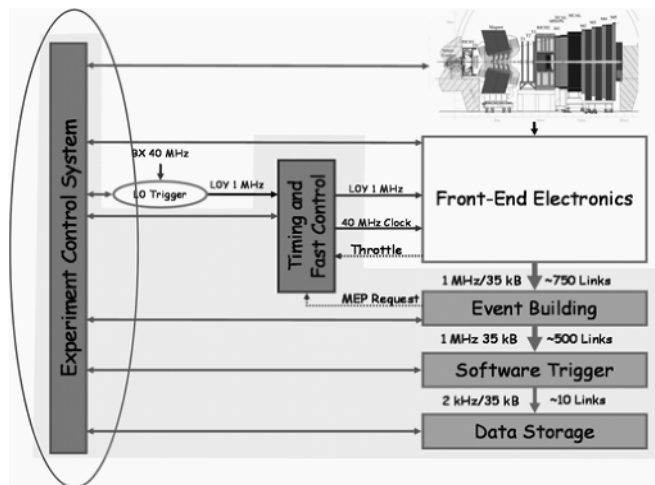 Magnet
BX 40 MHz
L0 Trigger
L0Y 1 MHz
Experiment Control System
Timing and
Fast Control
L0Y 1 MHz
40 MHz Clock
Throttle
MEP Request
Front-End Electronics
1 MHz/35 kB ~750 Links
Event Building
1 MHz 35 kB ~500 Links
Software Trigger
2 kHz/35 kB ~10 Links
Data Storage